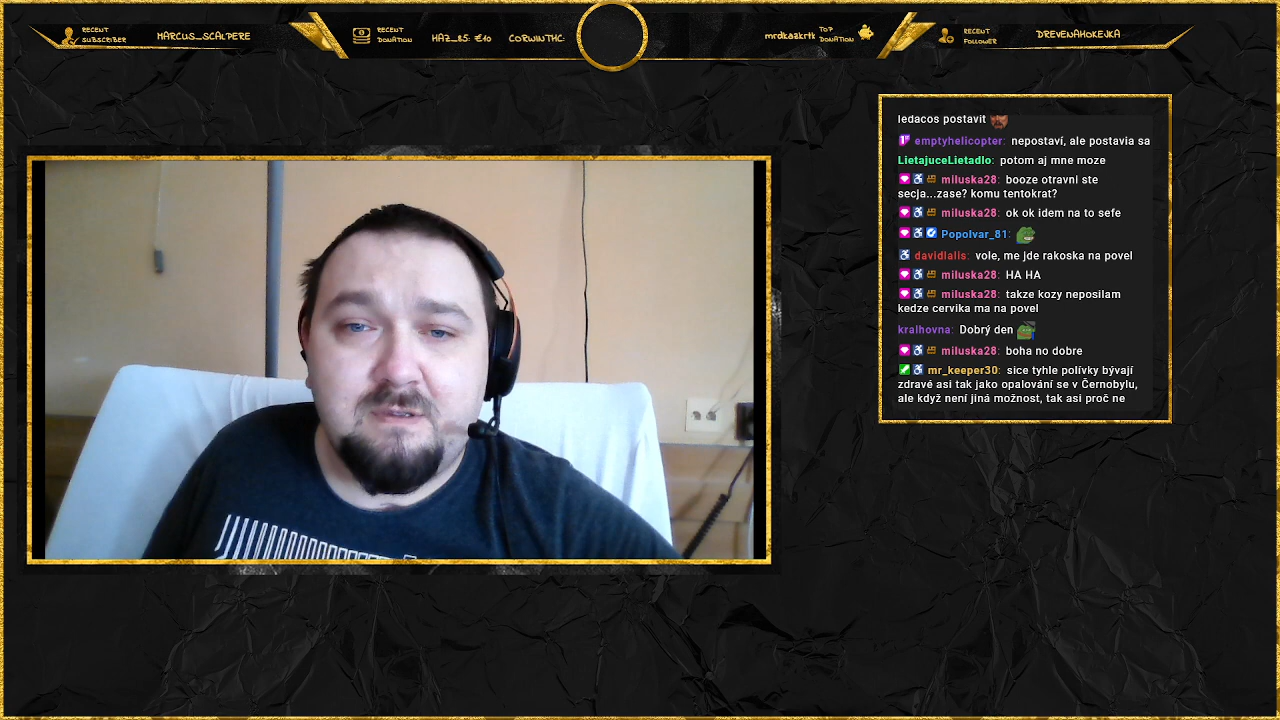 RECENT
SUBSCRIBER
MARCUS_SCALPERE
RECENT
DONATION
HAZ_85: €10
CORWINTHC:
mrdkaakrtk
TOP
DONATION
RECENT
FOLLOWER
DREVENAHOKEJKA
ledacos postavit
emptyhelicopter: nepostaví, ale postavia sa
LietajuceLietadlo: potom aj mne moze
miluska28: booze otravni ste
secja...zase? komu tentokrat?
miluska28: ok ok idem na to sefe
Popolvar_81:
davidlalis: vole, me jde rakoska na povel
miluska28: HA HA
miluska28: takze kozy neposilam
kedze cervika ma na povel
kralhovna: Dobrý den
miluska28: boha no dobre
mr_keeper30: sice tyhle polívky bývají
zdravé asi tak jako opalování se v Černobylu,
ale když není jiná možnost, tak asi proč ne